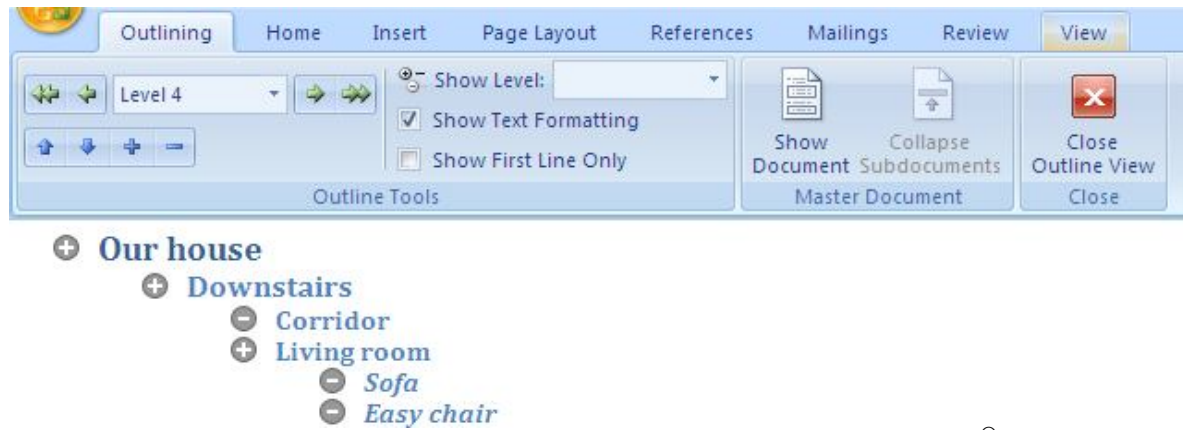 Outlining Home Insert Page Layout References Mailings Review View
Level 4
Show Level:
Show Text Formatting
Show First Line Only
Outline Tools
Show Document
Collapse Subdocuments
Master Document
Close Outline View
Close
Our house
Downstairs
Corridor
Living room
Sofa
Easy chair